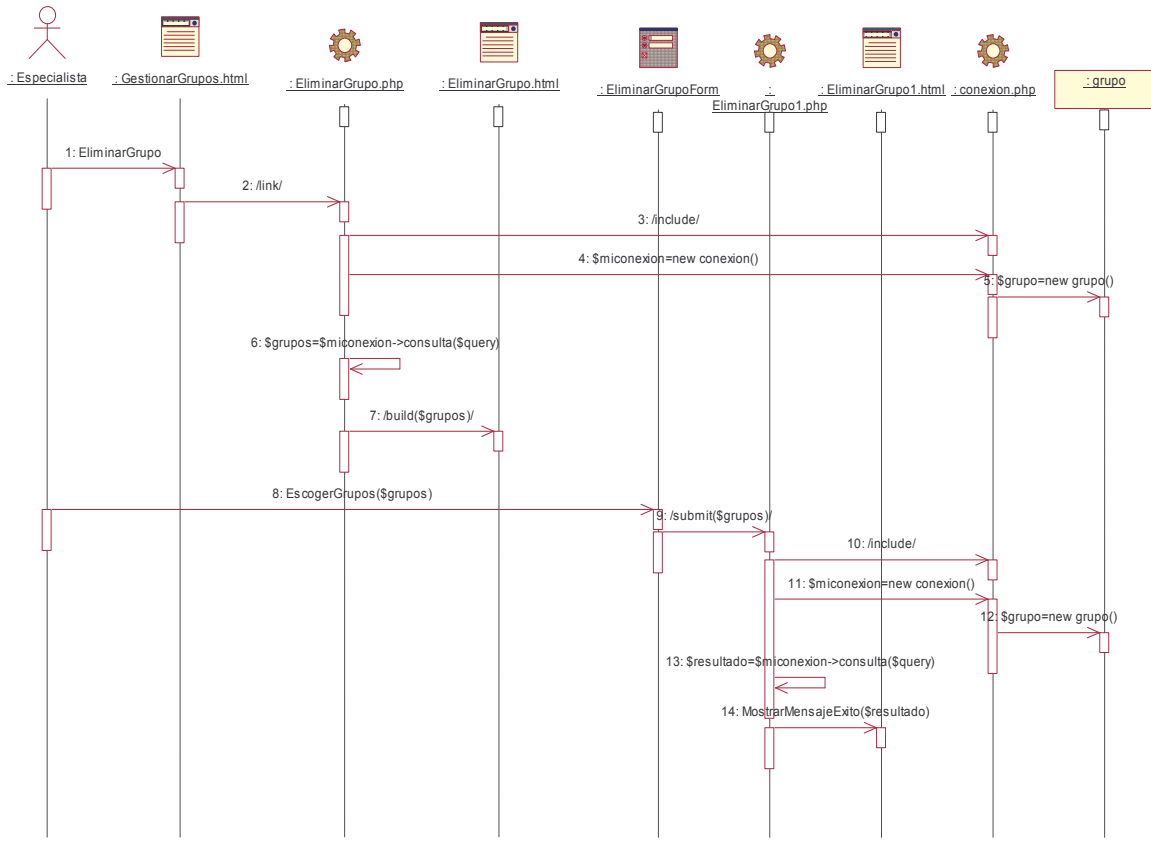 : Especialista
: GestionarGrupos.html
: EliminarGrupo.php
: EliminarGrupo.html
: EliminarGrupoForm
:
EliminarGrupo1.php
: EliminarGrupo1.html
: conexion.php
: grupo
1: EliminarGrupo
2: /link/
3: /include/
4: $miconexion=new conexion()
5: $grupo=new grupo()
6: $grupos=$miconexion->consulta($query)
7: /build($grupos)/
8: EscogerGrupos($grupos)
9: /submit($grupos)/
10: /include/
11: $miconexion=new conexion()
12: $grupo=new grupo()
13: $resultado=$miconexion->consulta($query)
14: MostrarMensajeExito($resultado)